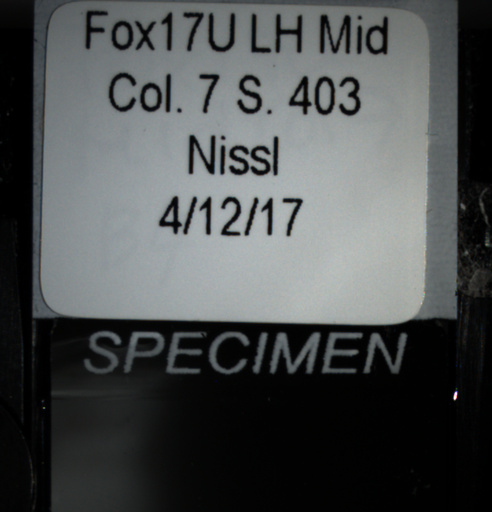 Fox17U LH Mid
Col. 7 S. 403
Nissl
4/12/17
SPECIMEN